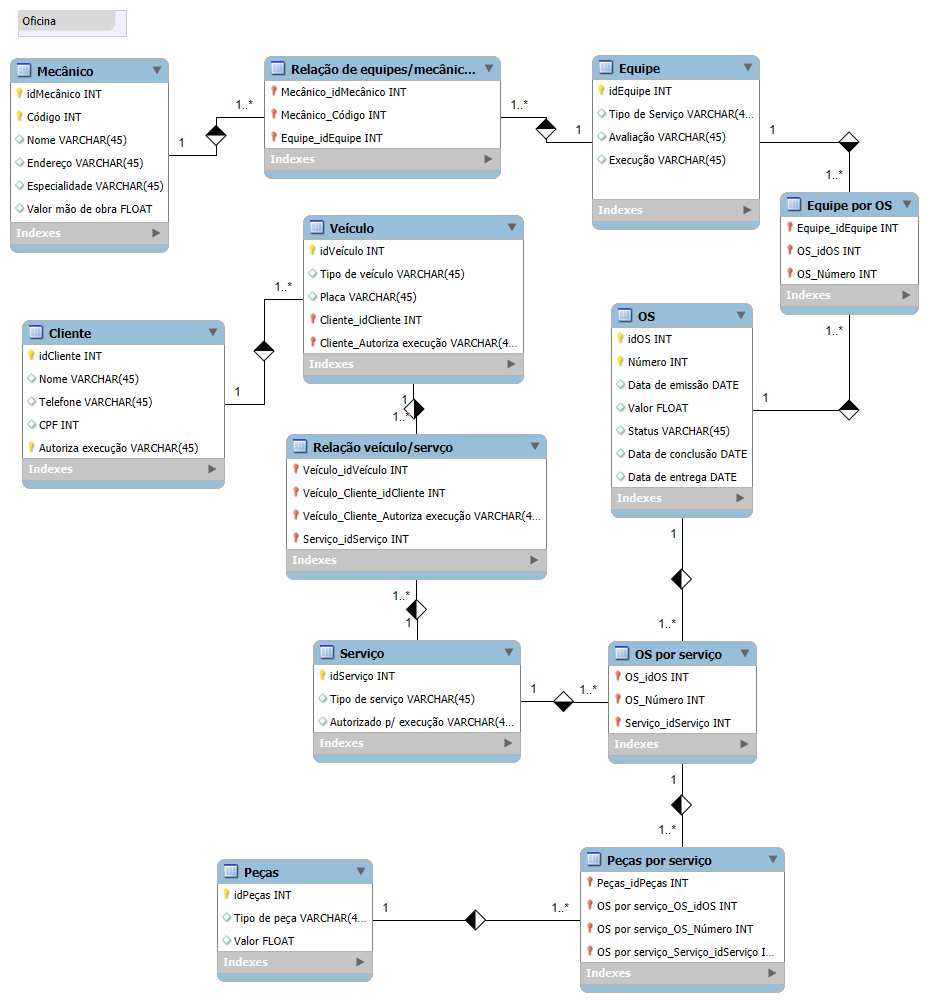 Oficina
Mecânico
idMecânico INT
Código INT
Nome VARCHAR(45)
Endereço VARCHAR(45)
Especialidade VARCHAR(45)
Valor mão de obra FLOAT
Indexes
1
1..*
Relação de equipes/mecânic...
Mecânico_idMecânico INT
Mecânico_Código INT
Equipe_idEquipe INT
Indexes
1..*
1
Equipe
idEquipe INT
Tipo de Serviço VARCHAR(4...
Avaliação VARCHAR(45)
Execução VARCHAR(45)
Indexes
1
1..*
Equipe por OS
Equipe_idEquipe INT
OS_idOS INT
OS_Número INT
Indexes
1..*
1
Veículo
idVeículo INT
Tipo de veículo VARCHAR(45)
Placa VARCHAR(45)
Cliente_idCliente INT
Cliente_Autoriza execução VARCHAR(4...
Indexes
1..*
1
Cliente
idCliente INT
Nome VARCHAR(45)
Telefone VARCHAR(45)
CPF INT
Autoriza execução VARCHAR(45)
Indexes
OS
idOS INT
Número INT
Data de emissão DATE
Valor FLOAT
Status VARCHAR(45)
Data de conclusão DATE
Data de entrega DATE
Indexes
1
1..*
1
1..*
Relação veículo/servço
Veículo_idVeículo INT
Veículo_Cliente_idCliente INT
Veículo_Cliente_Autoriza execução VARCHAR(4...
Serviço_idServiço INT
Indexes
1..*
1
Serviço
idServiço INT
Tipo de serviço VARCHAR(45)
Autorizado p/ execução VARCHAR(4...
Indexes
1
1..*
OS por serviço
OS_idOS INT
OS_Número INT
Serviço_idServiço INT
Indexes
1
1..*
Peças
idPeças INT
Tipo de peça VARCHAR(4...
Valor FLOAT
Indexes
1
1..*
Peças por serviço
Peças_idPeças INT
OS por serviço_OS_idOS INT
OS por serviço_OS_Número INT
OS por serviço_Serviço_idServiço I...
Indexes